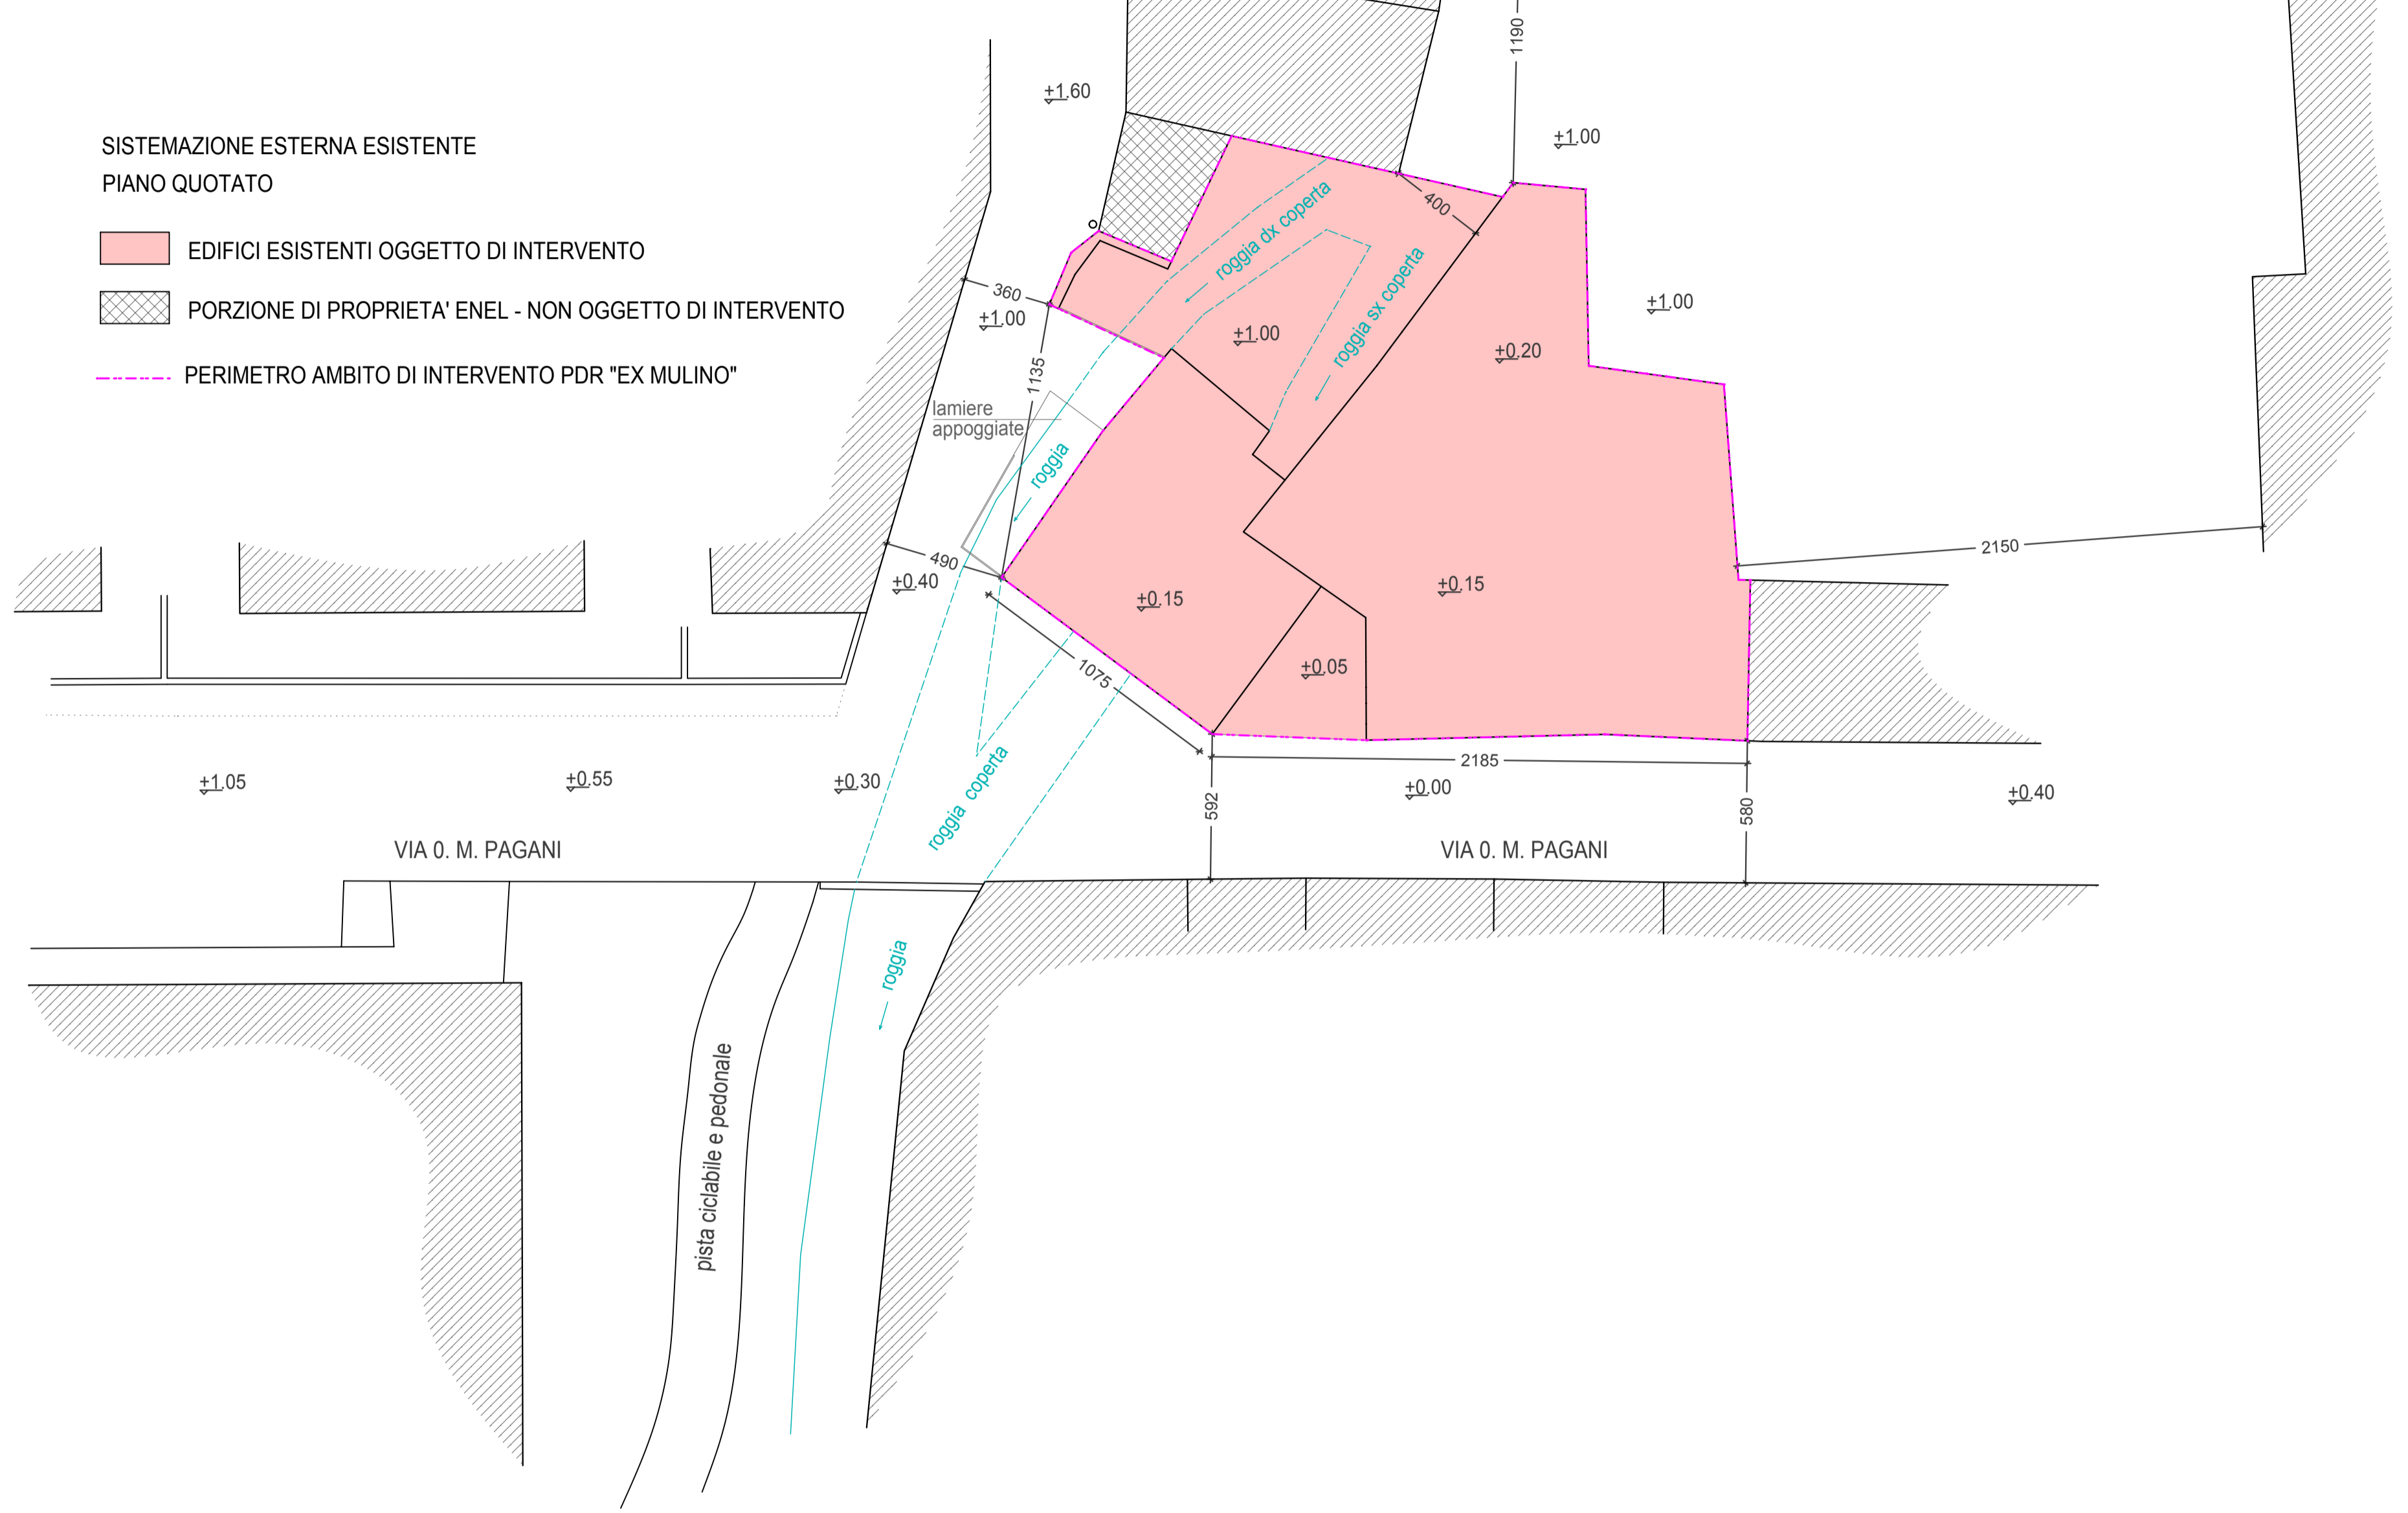 SISTEMAZIONE ESTERNA ESISTENTE
PIANO QUOTATO
EDIFICI ESISTENTI OGGETTO DI INTERVENTO
PORZIONE DI PROPRIETA' ENEL - NON OGGETTO DI INTERVENTO
PERIMETRO AMBITO DI INTERVENTO PDR "EX MULINO"
1190
+1.60
+1.00
400
roggia dx coperta
roggia sx coperta
360
+1.00
+1.00
+1.00
+0.20
1135
lamiere
appoggiate
roggia
490
+0.40
+0.15
+0.15
2150
+0.05
1075
roggia coperta
2185
592
580
+1.05
+0.55
+0.30
+0.00
+0.40
VIA 0. M. PAGANI
VIA 0. M. PAGANI
roggia
pista ciclabile e pedonale